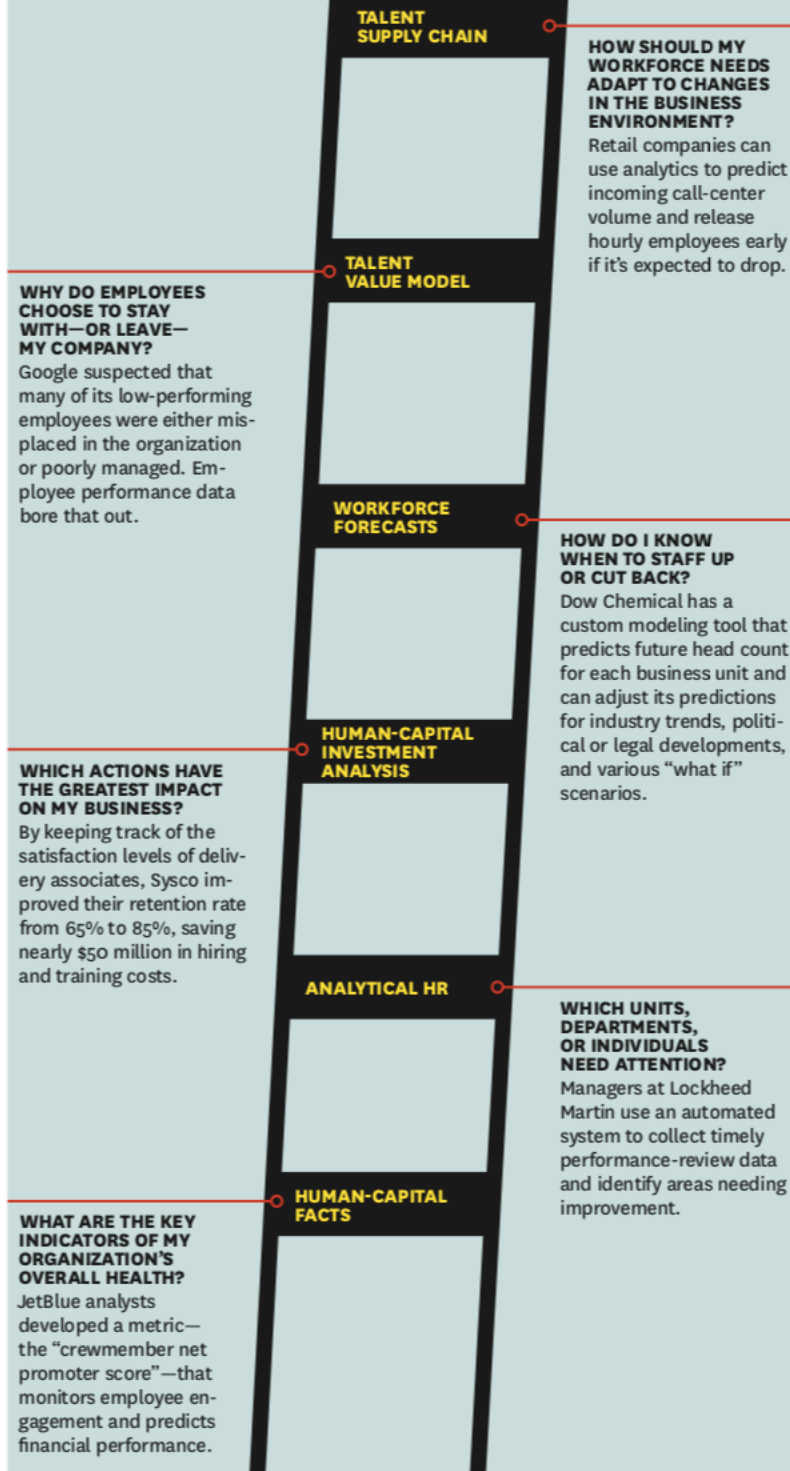 TALENT
SUPPLY CHAIN
HOW SHOULD MY
WORKFORCE NEEDS
ADAPT TO CHANGES
IN THE BUSINESS
ENVIRONMENT?
Retail companies can
use analytics to predict
incoming call-center
volume and release
hourly employees early
if it's expected to drop.
TALENT
VALUE MODEL
WHY DO EMPLOYEES
CHOOSE TO STAY
WITH—OR LEAVE—
MY COMPANY?
Google suspected that
many of its low-performing
employees were either mis-
placed in the organization
or poorly managed. Em-
ployee performance data
bore that out.
WORKFORCE
FORECASTS
HOW DO I KNOW
WHEN TO STAFF UP
OR CUT BACK?
Dow Chemical has a
custom modeling tool that
predicts future head count
for each business unit and
can adjust its predictions
for industry trends, politi-
cal or legal developments,
and various “what if”
scenarios.
HUMAN-CAPITAL
INVESTMENT
ANALYSIS
WHICH ACTIONS HAVE
THE GREATEST IMPACT
ON MY BUSINESS?
By keeping track of the
satisfaction levels of deliv-
ery associates, Sysco im-
proved their retention rate
from 65% to 85%, saving
nearly $50 million in hiring
and training costs.
ANALYTICAL HR
WHICH UNITS,
DEPARTMENTS,
OR INDIVIDUALS
NEED ATTENTION?
Managers at Lockheed
Martin use an automated
system to collect timely
performance-review data
and identify areas needing
improvement.
HUMAN-CAPITAL
FACTS
WHAT ARE THE KEY
INDICATORS OF MY
ORGANIZATION'S
OVERALL HEALTH?
JetBlue analysts
developed a metric—
the “crewmember net
promoter score”—that
monitors employee en-
gagement and predicts
financial performance.